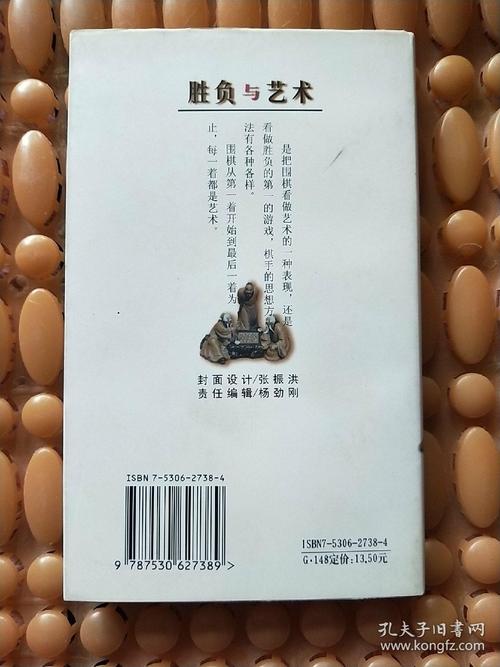 胜负与艺术
是把围棋看做艺术的一种表现，还是
看做胜负的第一的游戏，棋手的思想方
法有各种各样。
围棋从第一着开始到最后一着为
止，每一着都是艺术。
封面设计/张振洪
责任编辑/杨劲刚
ISBN 7-5306-2738-4
9 787530 627389 >
ISBN7-5306-2738-4
G·148定价:13.50元
孔夫子旧书网
www.kongfz.com